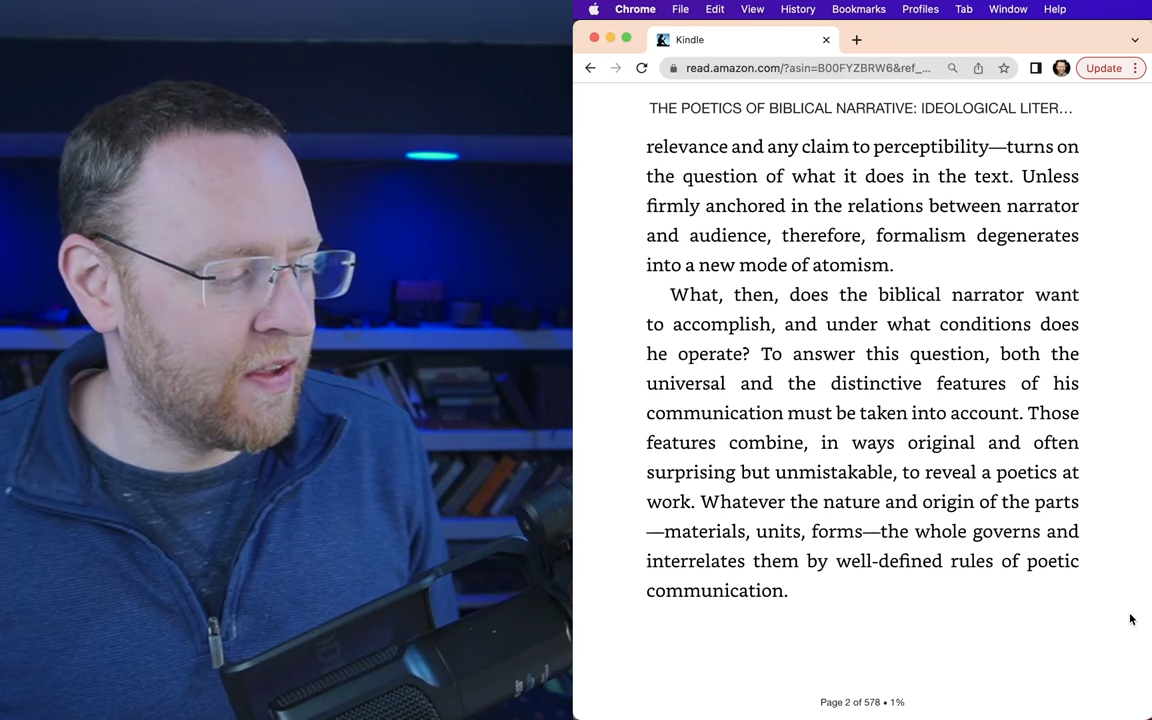 Chrome File Edit View History Bookmarks Profiles Tab Window Help
Kindle
read.amazon.com/?asin=B00FYZBRW6&ref_...
Update
THE POETICS OF BIBLICAL NARRATIVE: IDEOLOGICAL LITER...
relevance and any claim to perceptibility—turns on
the question of what it does in the text. Unless
firmly anchored in the relations between narrator
and audience, therefore, formalism degenerates
into a new mode of atomism.
What, then, does the biblical narrator want
to accomplish, and under what conditions does
he operate? To answer this question, both the
universal and the distinctive features of his
communication must be taken into account. Those
features combine, in ways original and often
surprising but unmistakable, to reveal a poetics at
work. Whatever the nature and origin of the parts
—materials, units, forms—the whole governs and
interrelates them by well-defined rules of poetic
communication.
Page 2 of 578 • 1%